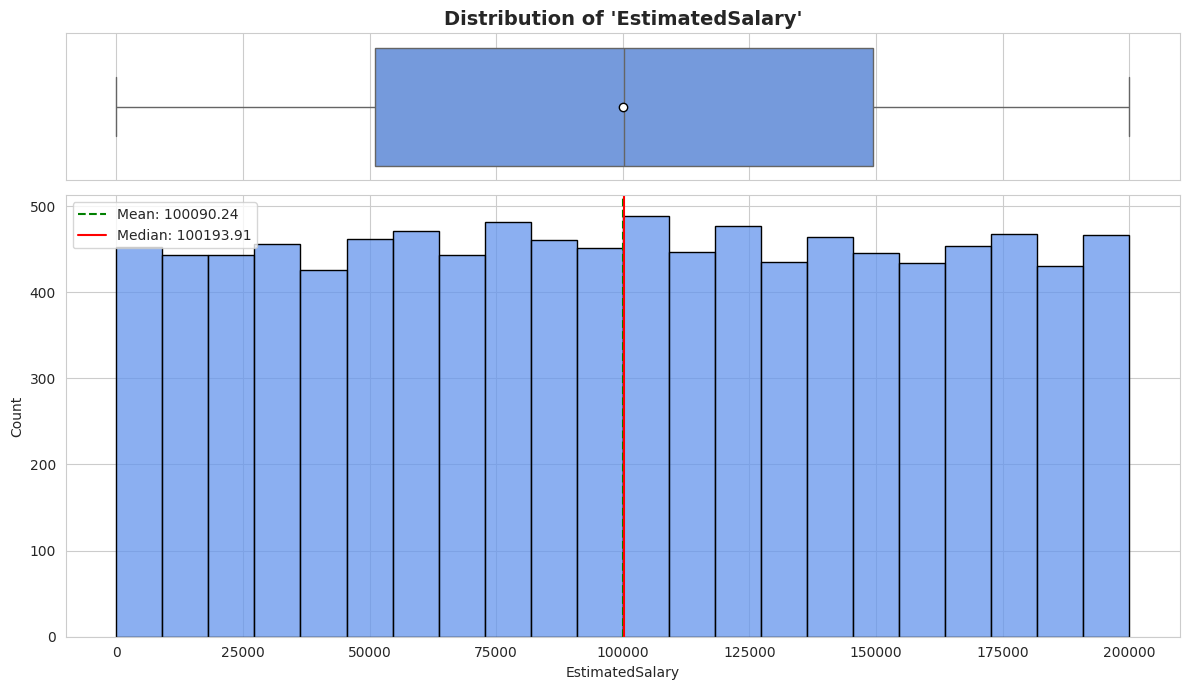 Distribution of 'EstimatedSalary'
Mean: 100090.24
Median: 100193.91
500
400
300
200
100
0
Count
0 25000 50000 75000 100000 125000 150000 175000 200000
EstimatedSalary